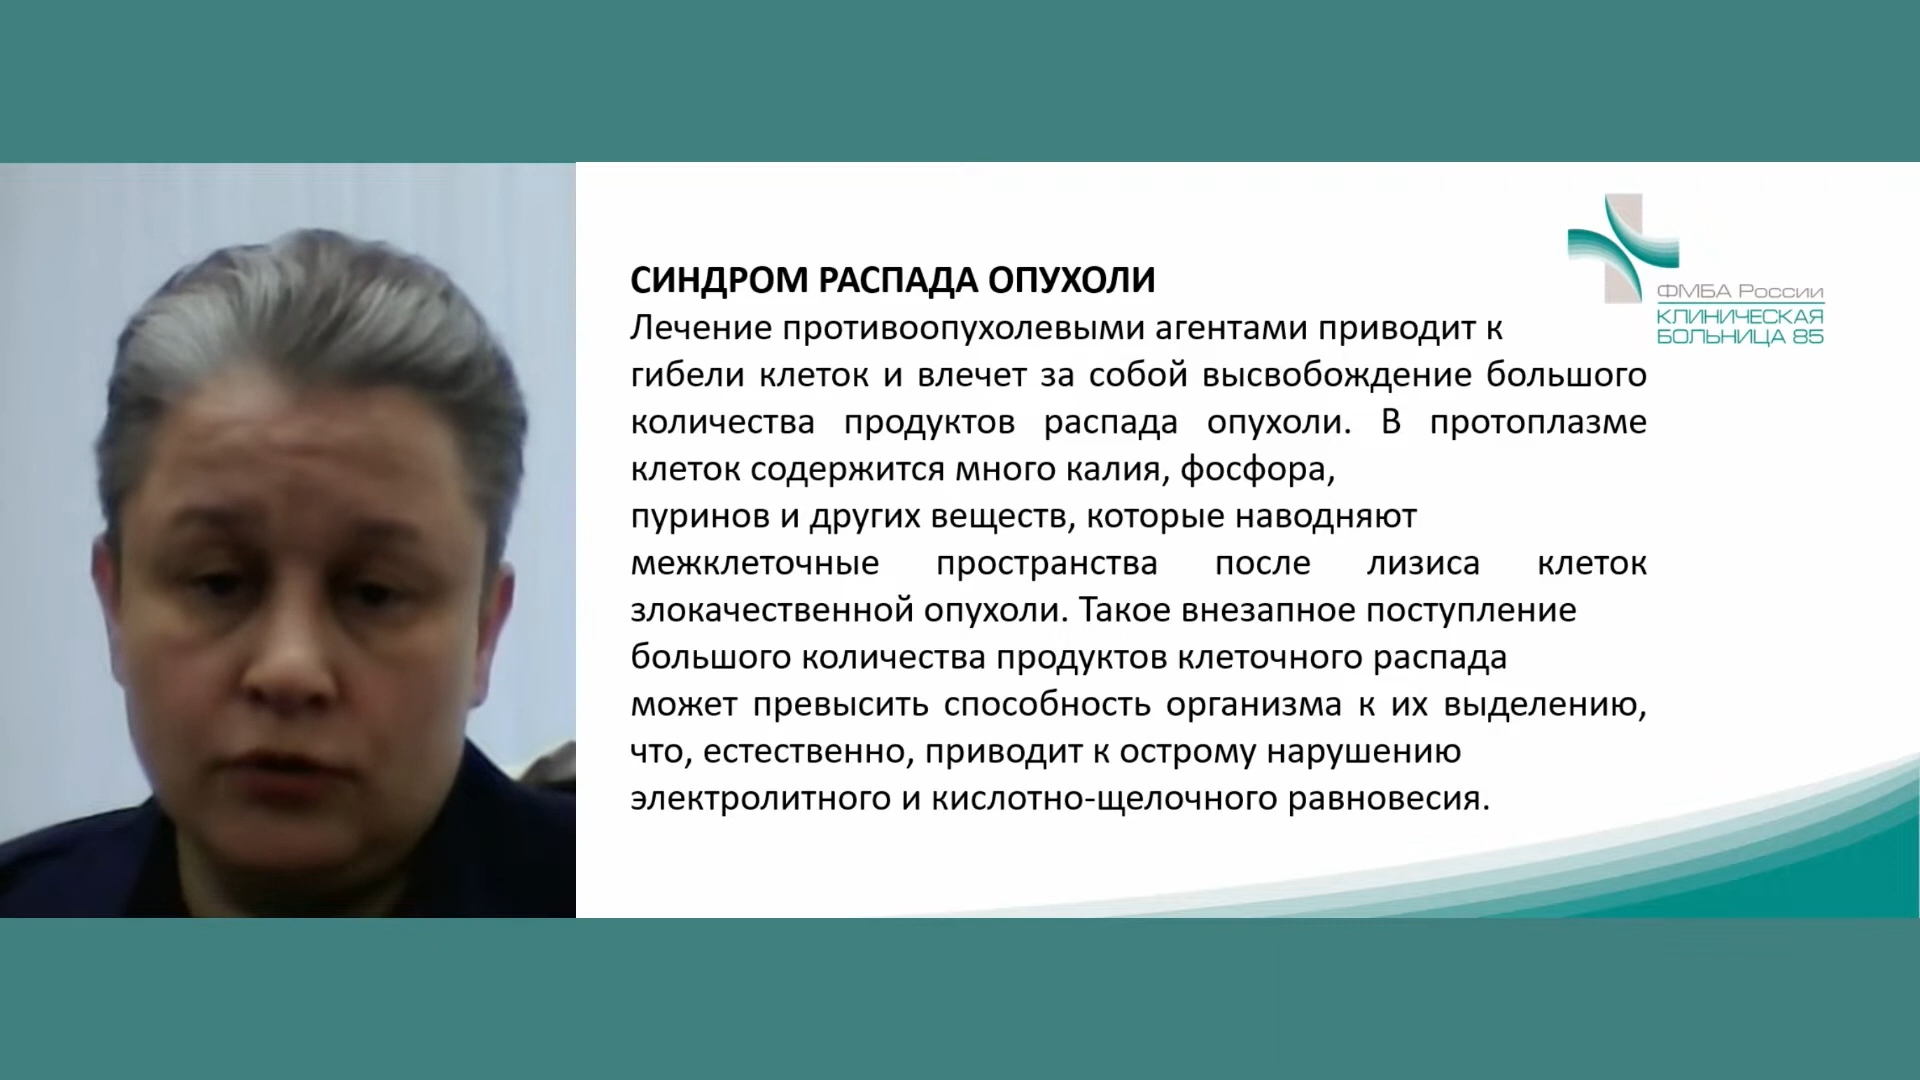 СИНДРОМ РАСПАДА ОПУХОЛИ
Лечение противоопухолевыми агентами приводит к
гибели клеток и влечет за собой высвобождение большого
количества продуктов распада опухоли. В протоплазме
клеток содержится много калия, фосфора,
пуринов и других веществ, которые наводняют
межклеточные пространства после лизиса клеток
злокачественной опухоли. Такое внезапное поступление
большого количества продуктов клеточного распада
может превысить способность организма к их выделению,
что, естественно, приводит к острому нарушению
электролитного и кислотно-щелочного равновесия.
ФМБА России
КЛИНИЧЕСКАЯ
БОЛЬНИЦА 85